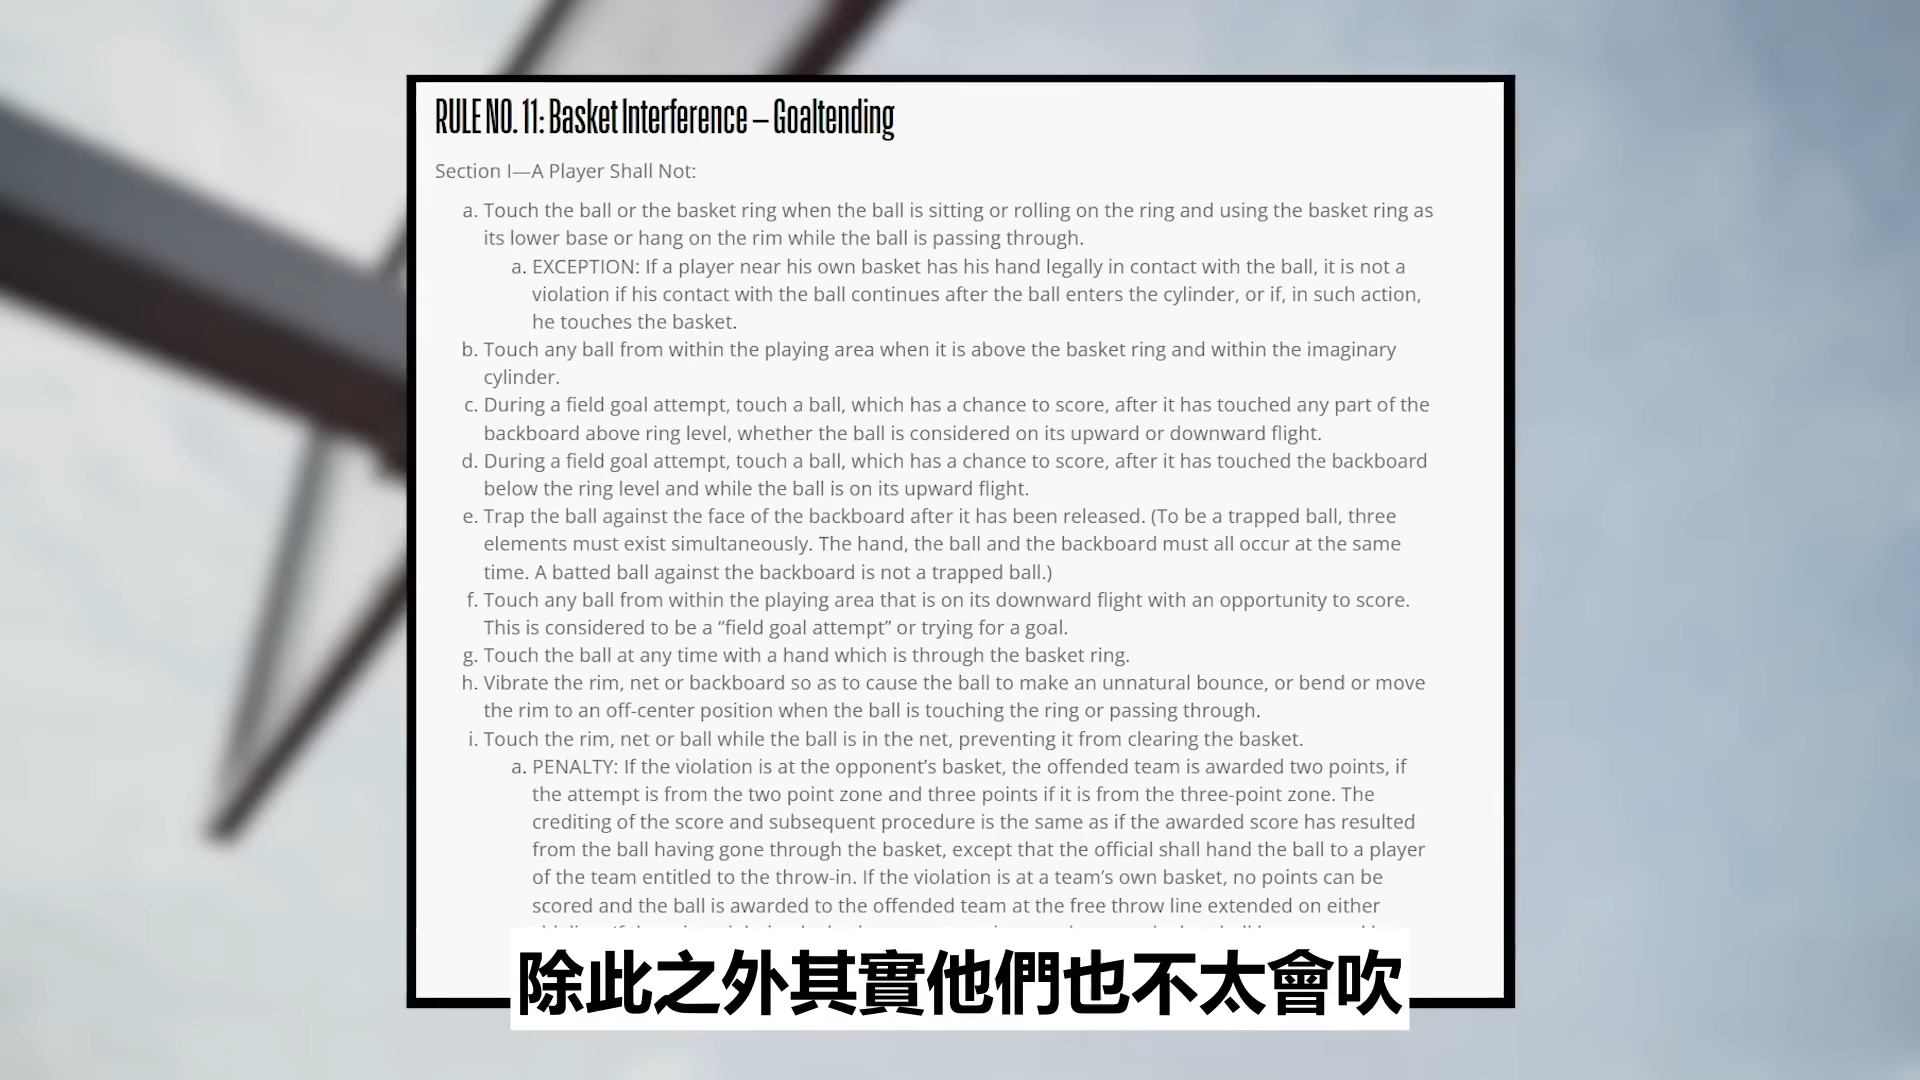 RULE NO. 11: Basket Interference – Goaltending
Section I—A Player Shall Not:
a. Touch the ball or the basket ring when the ball is sitting or rolling on the ring and using the basket ring as
its lower base or hang on the rim while the ball is passing through.
a. EXCEPTION: If a player near his own basket has his hand legally in contact with the ball, it is not a
violation if his contact with the ball continues after the ball enters the cylinder, or if, in such action,
he touches the basket.
b. Touch any ball from within the playing area when it is above the basket ring and within the imaginary
cylinder.
c. During a field goal attempt, touch a ball, which has a chance to score, after it has touched any part of the
backboard above ring level, whether the ball is considered on its upward or downward flight.
d. During a field goal attempt, touch a ball, which has a chance to score, after it has touched the backboard
below the ring level and while the ball is on its upward flight.
e. Trap the ball against the face of the backboard after it has been released. (To be a trapped ball, three
elements must exist simultaneously. The hand, the ball and the backboard must all occur at the same
time. A batted ball against the backboard is not a trapped ball.)
f. Touch any ball from within the playing area that is on its downward flight with an opportunity to score.
This is considered to be a “field goal attempt” or trying for a goal.
g. Touch the ball at any time with a hand which is through the basket ring.
h. Vibrate the rim, net or backboard so as to cause the ball to make an unnatural bounce, or bend or move
the rim to an off-center position when the ball is touching the ring or passing through.
i. Touch the rim, net or ball while the ball is in the net, preventing it from clearing the basket.
a. PENALTY: If the violation is at the opponent’s basket, the offended team is awarded two points, if
the attempt is from the two point zone and three points if it is from the three-point zone. The
crediting of the score and subsequent procedure is the same as if the awarded score has resulted
from the ball having gone through the basket, except that the official shall hand the ball to a player
of the team entitled to the throw-in. If the violation is at a team’s own basket, no points can be
scored and the ball is awarded to the offended team at the free throw line extended on either
除此之外其實他們也不太會吹